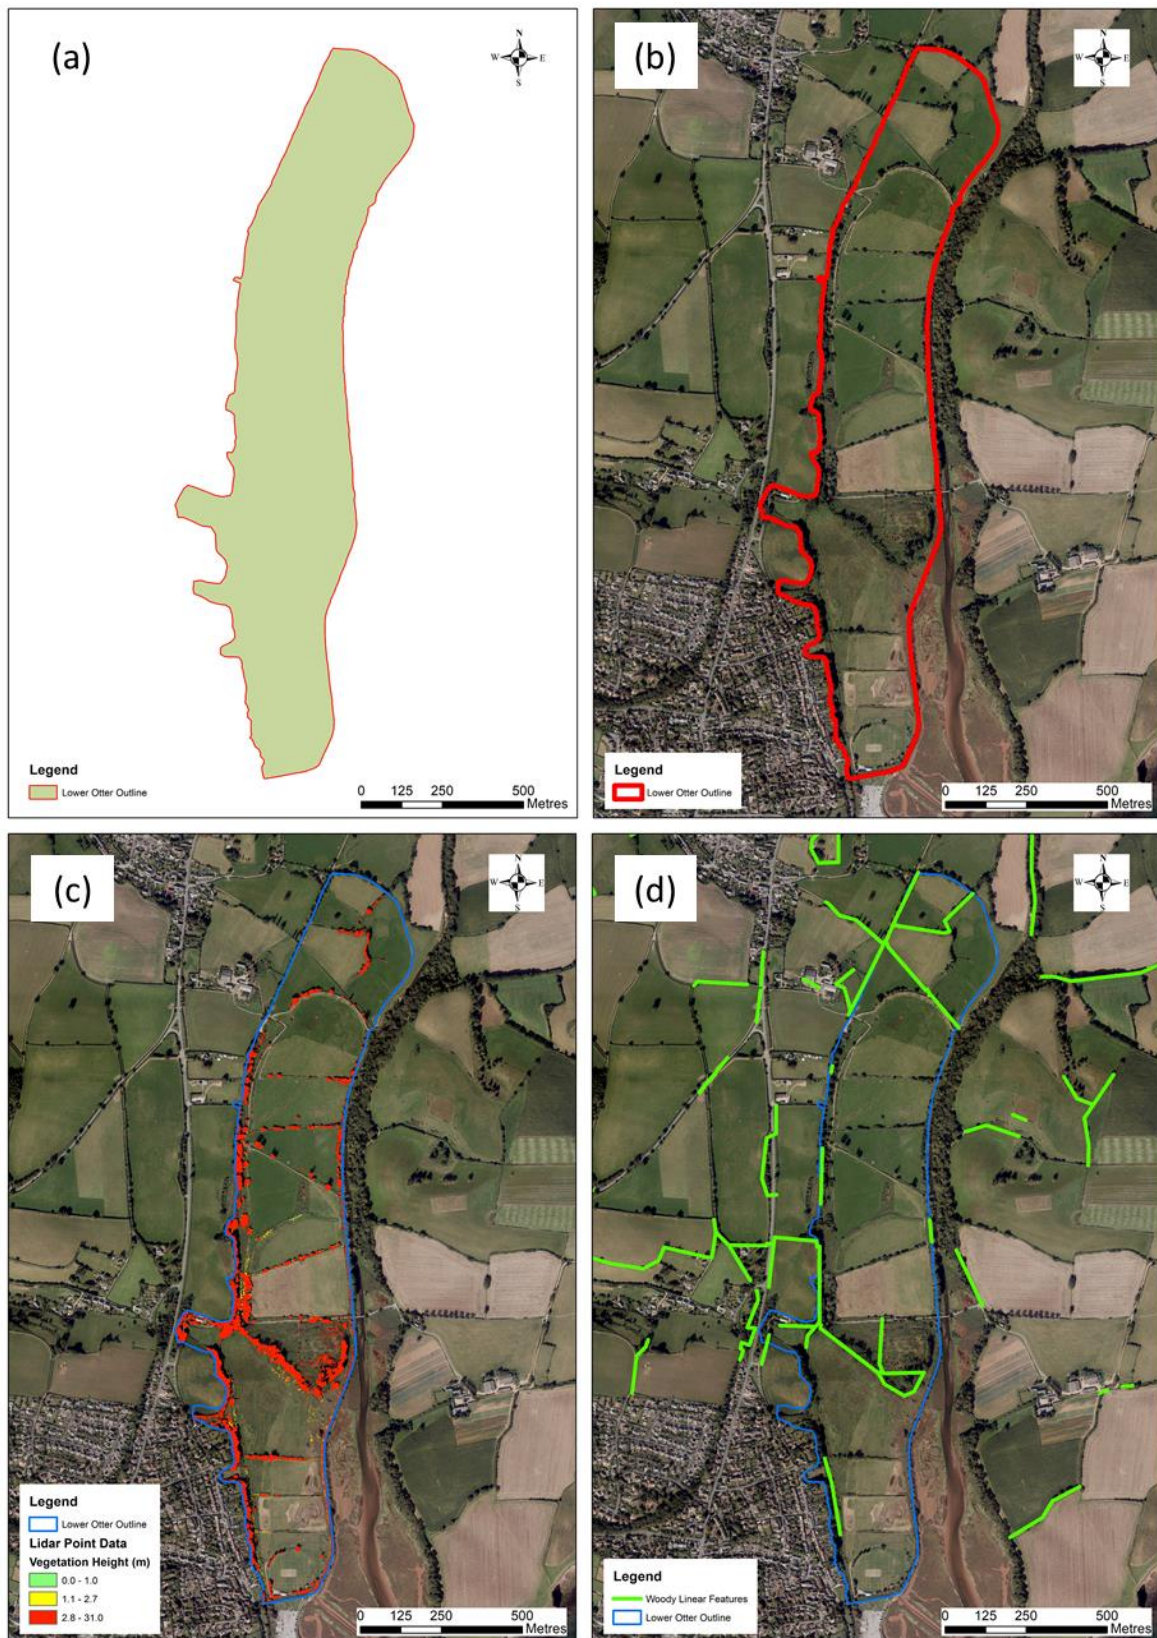 (a)
N
W E
S
Legend
Lower Otter Outline
0 125 250 500
Metres
(b)
N
W E
S
Legend
Lower Otter Outline
0 125 250 500
Metres
(c)
N
W E
S
Legend
Lower Otter Outline
Lidar Point Data
Vegetation Height (m)
0.0 - 1.0
1.1 - 2.7
2.8 - 31.0
0 125 250 500
Metres
(d)
N
W E
S
Legend
Woody Linear Features
Lower Otter Outline
0 125 250 500
Metres